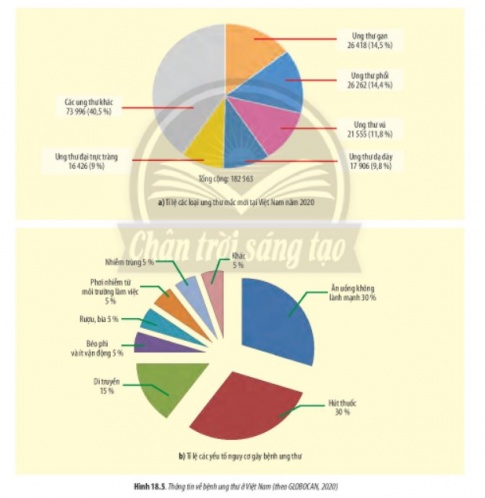 Ung thư gan
26 418 (14,5 %)
Ung thư phổi
26 262 (14,4 %)
Ung thư vú
21 555 (11,8 %)
Ung thư dạ dày
17 906 (9,8 %)
Các ung thư khác
73 996 (40,5 %)
Ung thư đại trực tràng
16 426 (9 %)
Tổng cộng: 182 563
a) Tỉ lệ các loại ung thư mắc mới tại Việt Nam năm 2020
Chân trời sáng tạo
Nhiễm trùng 5 %
Khác
5 %
Phơi nhiễm từ
môi trường làm việc
5 %
Rượu, bia 5 %
Béo phì
và ít vận động 5 %
Di truyền
15 %
Ăn uống không
lành mạnh 30 %
Hút thuốc
30 %
b) Tỉ lệ các yếu tố nguy cơ gây bệnh ung thư
Hình 18.5. Thông tin về bệnh ung thư ở Việt Nam (theo GLOBOCAN, 2020)